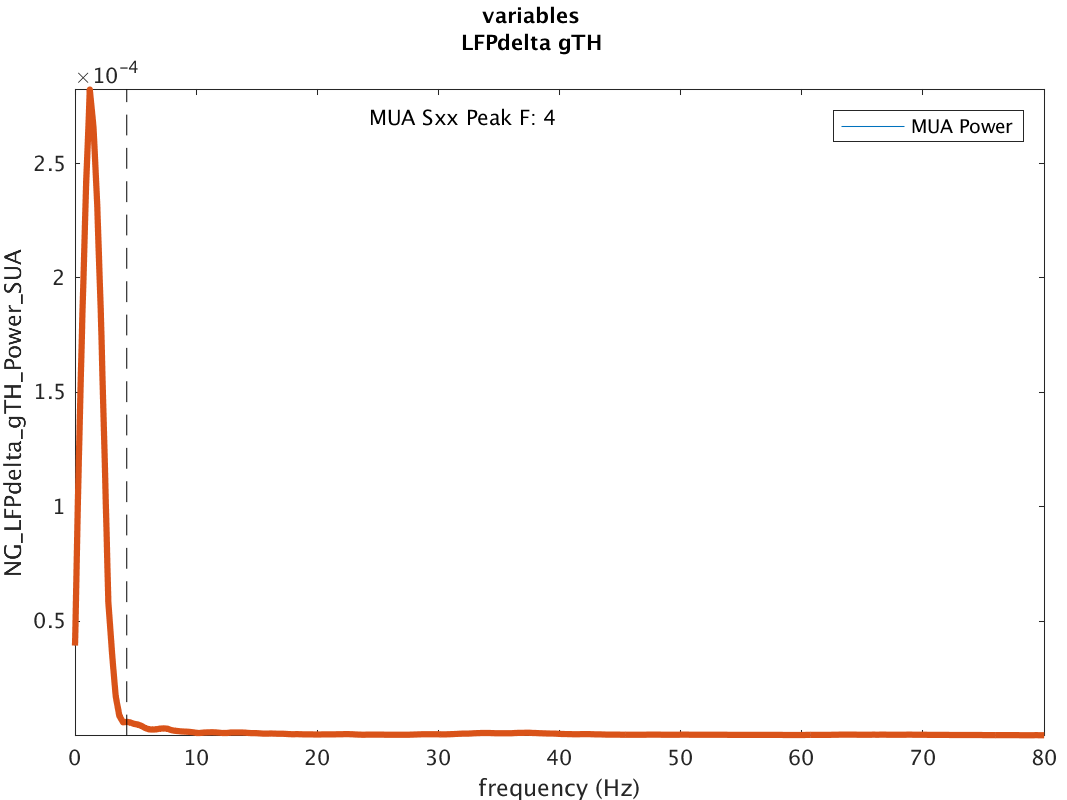 variables
LFPdelta gTH
×10⁻⁴
MUA Sxx Peak F: 4
MUA Power
2.5
2
1.5
1
0.5
NG_LFPdelta_gTH_Power_SUA
0 10 20 30 40 50 60 70 80
frequency (Hz)